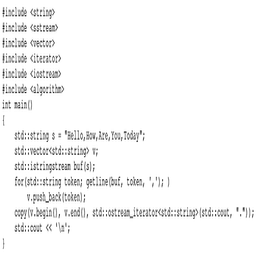 #include <string>
#include <sstream>
#include <vector>
#include <iterator>
#include <iostream>
#include <algorithm>
int main()
{
    std::string s = "Hello,How,Are,You,Today";
    std::vector<std::string> v;
    std::istringstream buf(s);
    for(std::string token; getline(buf, token, ','); )
        v.push_back(token);
    copy(v.begin(), v.end(), std::ostream_iterator<std::string>(std::cout, "."));
    std::cout << '\n';
}